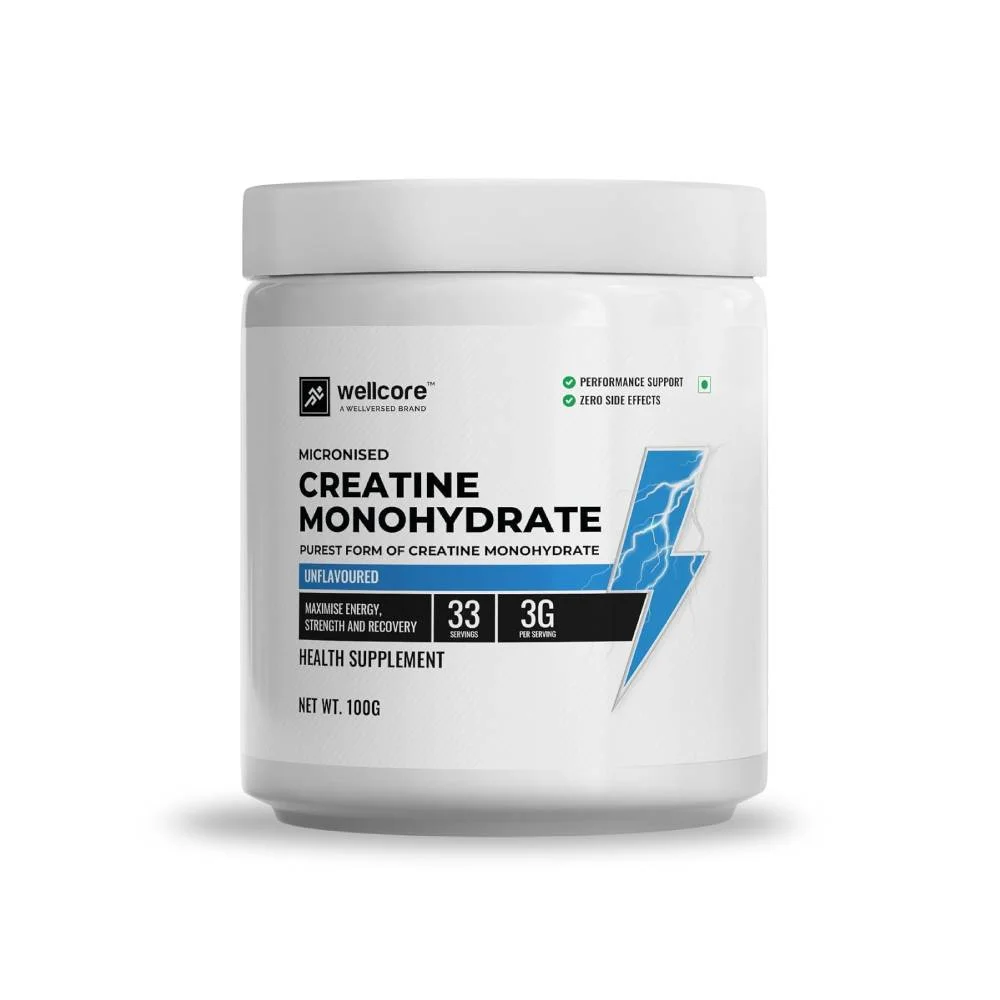 wellcore™
A WELLVERSED BRAND
PERFORMANCE SUPPORT
ZERO SIDE EFFECTS
MICRONISED
CREATINE
MONOHYDRATE
PUREST FORM OF CREATINE MONOHYDRATE
UNFLAVOURED
MAXIMISE ENERGY,
STRENGTH AND RECOVERY
33
SERVINGS
3G
PER SERVING
HEALTH SUPPLEMENT
NET WT. 100G